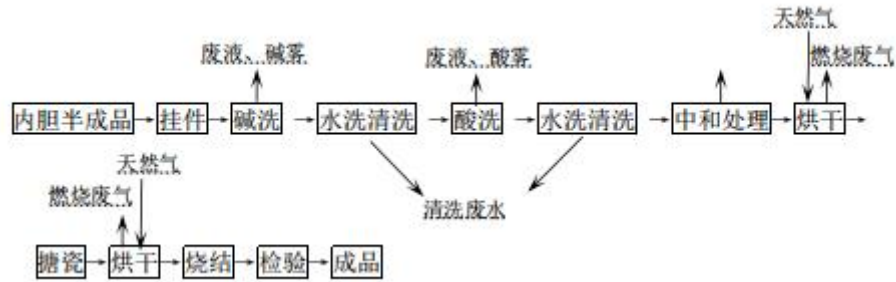 天然气
废液、碱雾
废液、酸雾
燃烧废气
内胆半成品
挂件
碱洗
水洗清洗
酸洗
水洗清洗
中和处理
烘干
天然气
燃烧废气
清洗废水
搪瓷
烘干
烧结
检验
成品